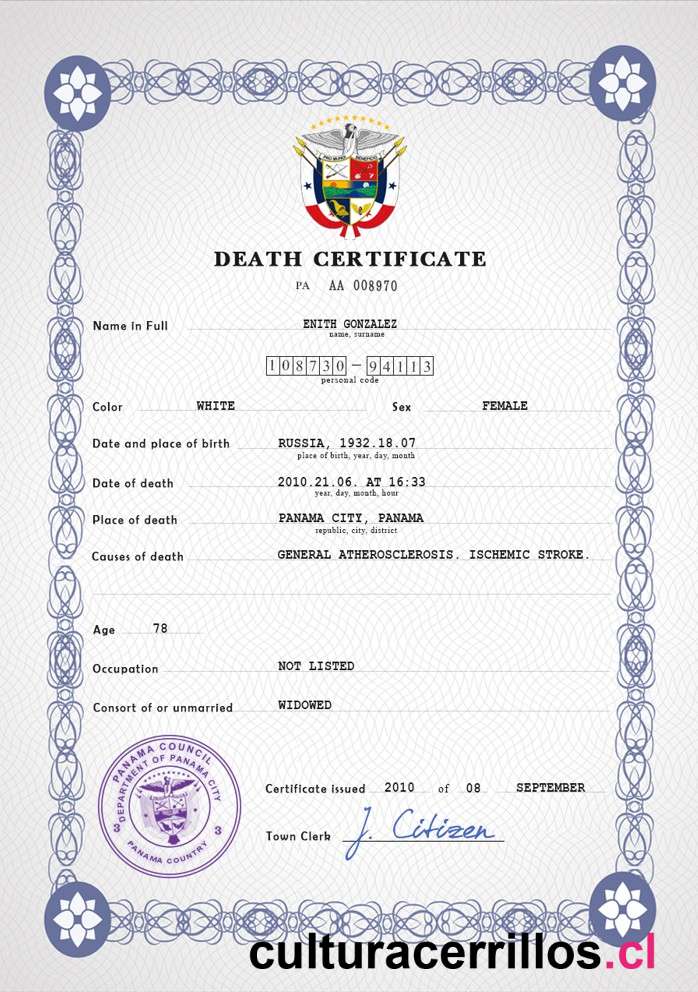 PRO MUNDI BENEFICIO
DEATH CERTIFICATE
PA AA 008970
Name in Full ENITH GONZALEZ
name, surname
108730 — 94113
personal code
Color WHITE Sex FEMALE
Date and place of birth RUSSIA, 1932.18.07
place of birth, year, day, month
Date of death 2010.21.06. AT 16:33
year, day, month, hour
Place of death PANAMA CITY, PANAMA
republic, city, district
Causes of death GENERAL ATHEROSCLEROSIS. ISCHEMIC STROKE.
Age 78
Occupation NOT LISTED
Consort of or unmarried WIDOWED
PANAMA COUNCIL
DEPARTMENT OF PANAMA CITY
3 3
PANAMA COUNTRY
Certificate issued 2010 of 08 SEPTEMBER
Town Clerk J. Citizen
culturacerrillos.cl